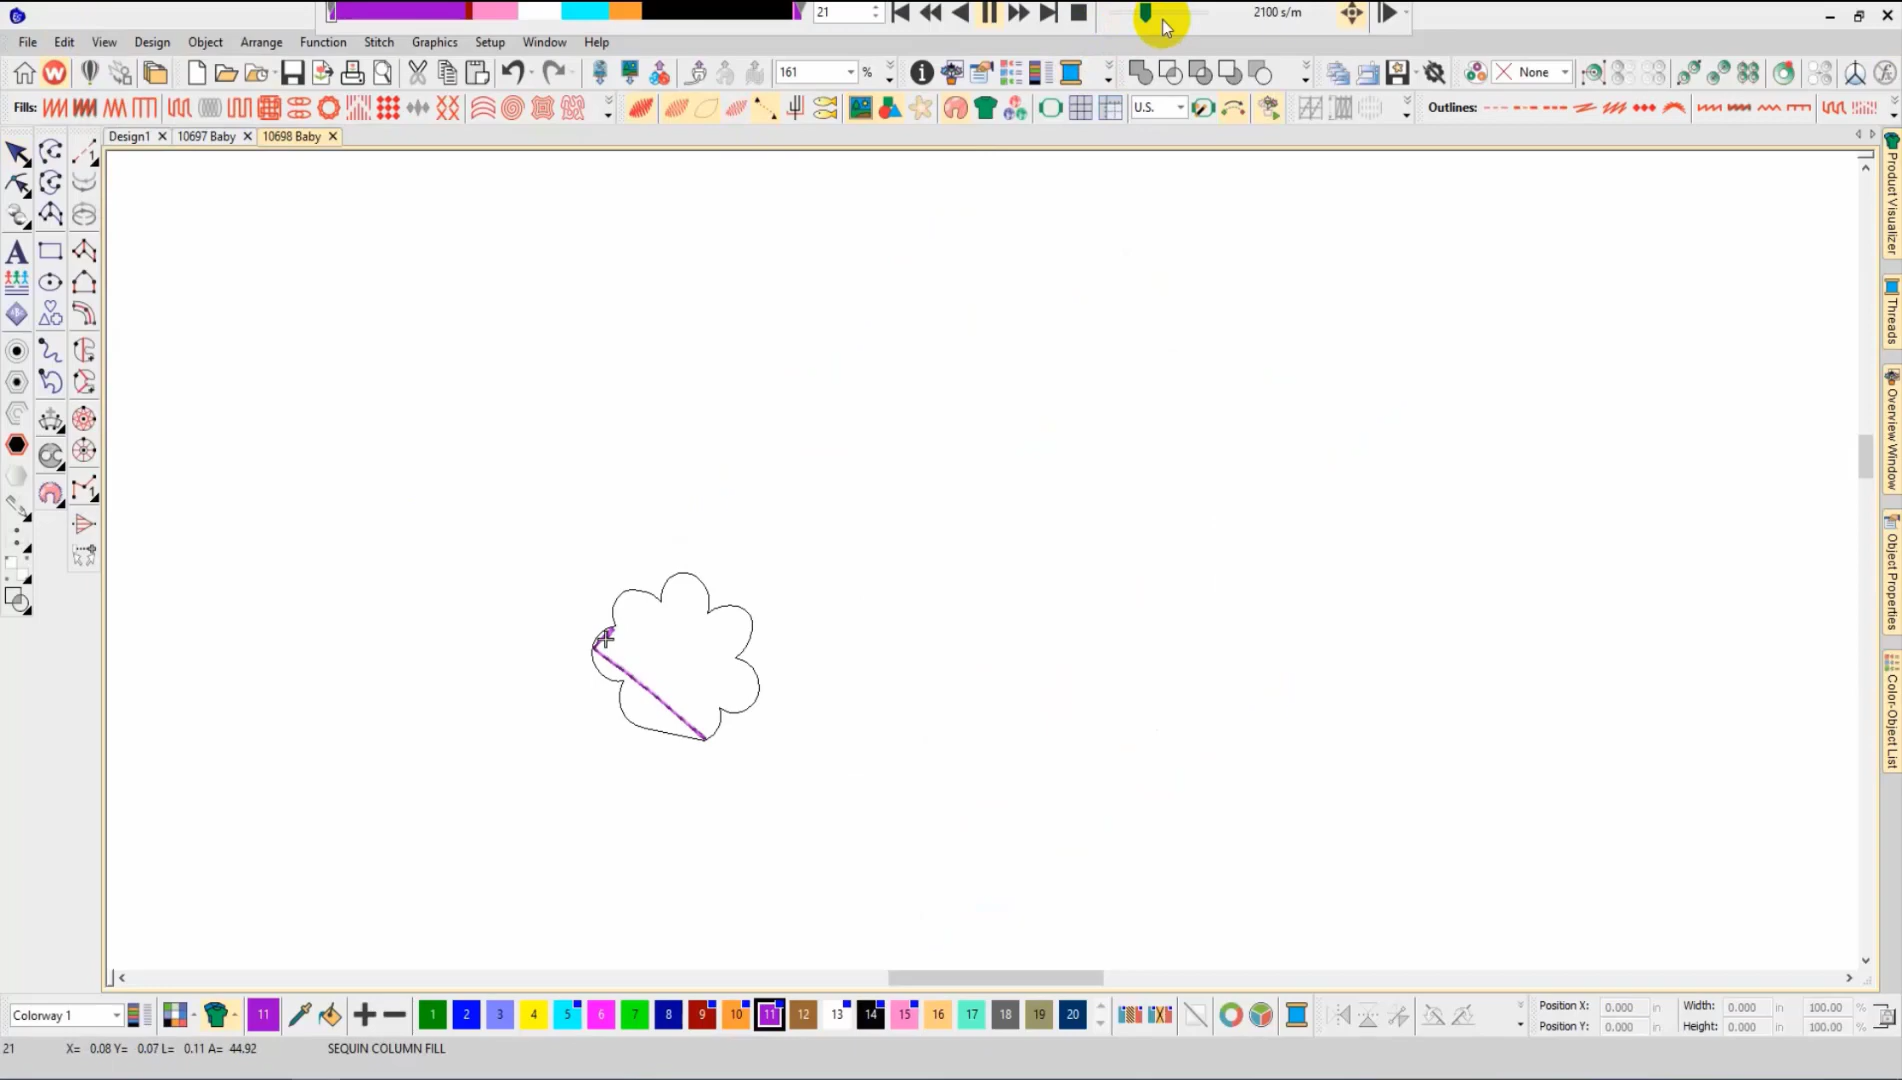 21
2100 s/m
File Edit View Design Object Arrange Function Stitch Graphics Setup Window Help
161 %
None
Fills:
U.S.
Outlines:
Design1 10697 Baby 10698 Baby
Product Visualizer
Threads
Overview Window
Object Properties
Color-Object List
Colorway 1
11
1 2 3 4 5 6 7 8 9 10 11 12 13 14 15 16 17 18 19 20
Position X: 0.000 in Width: 0.000 in 100.00 %
Position Y: 0.000 in Height: 0.000 in 100.00 %
21 X= 0.08 Y= 0.07 L= 0.11 A= 44.92 SEQUIN COLUMN FILL